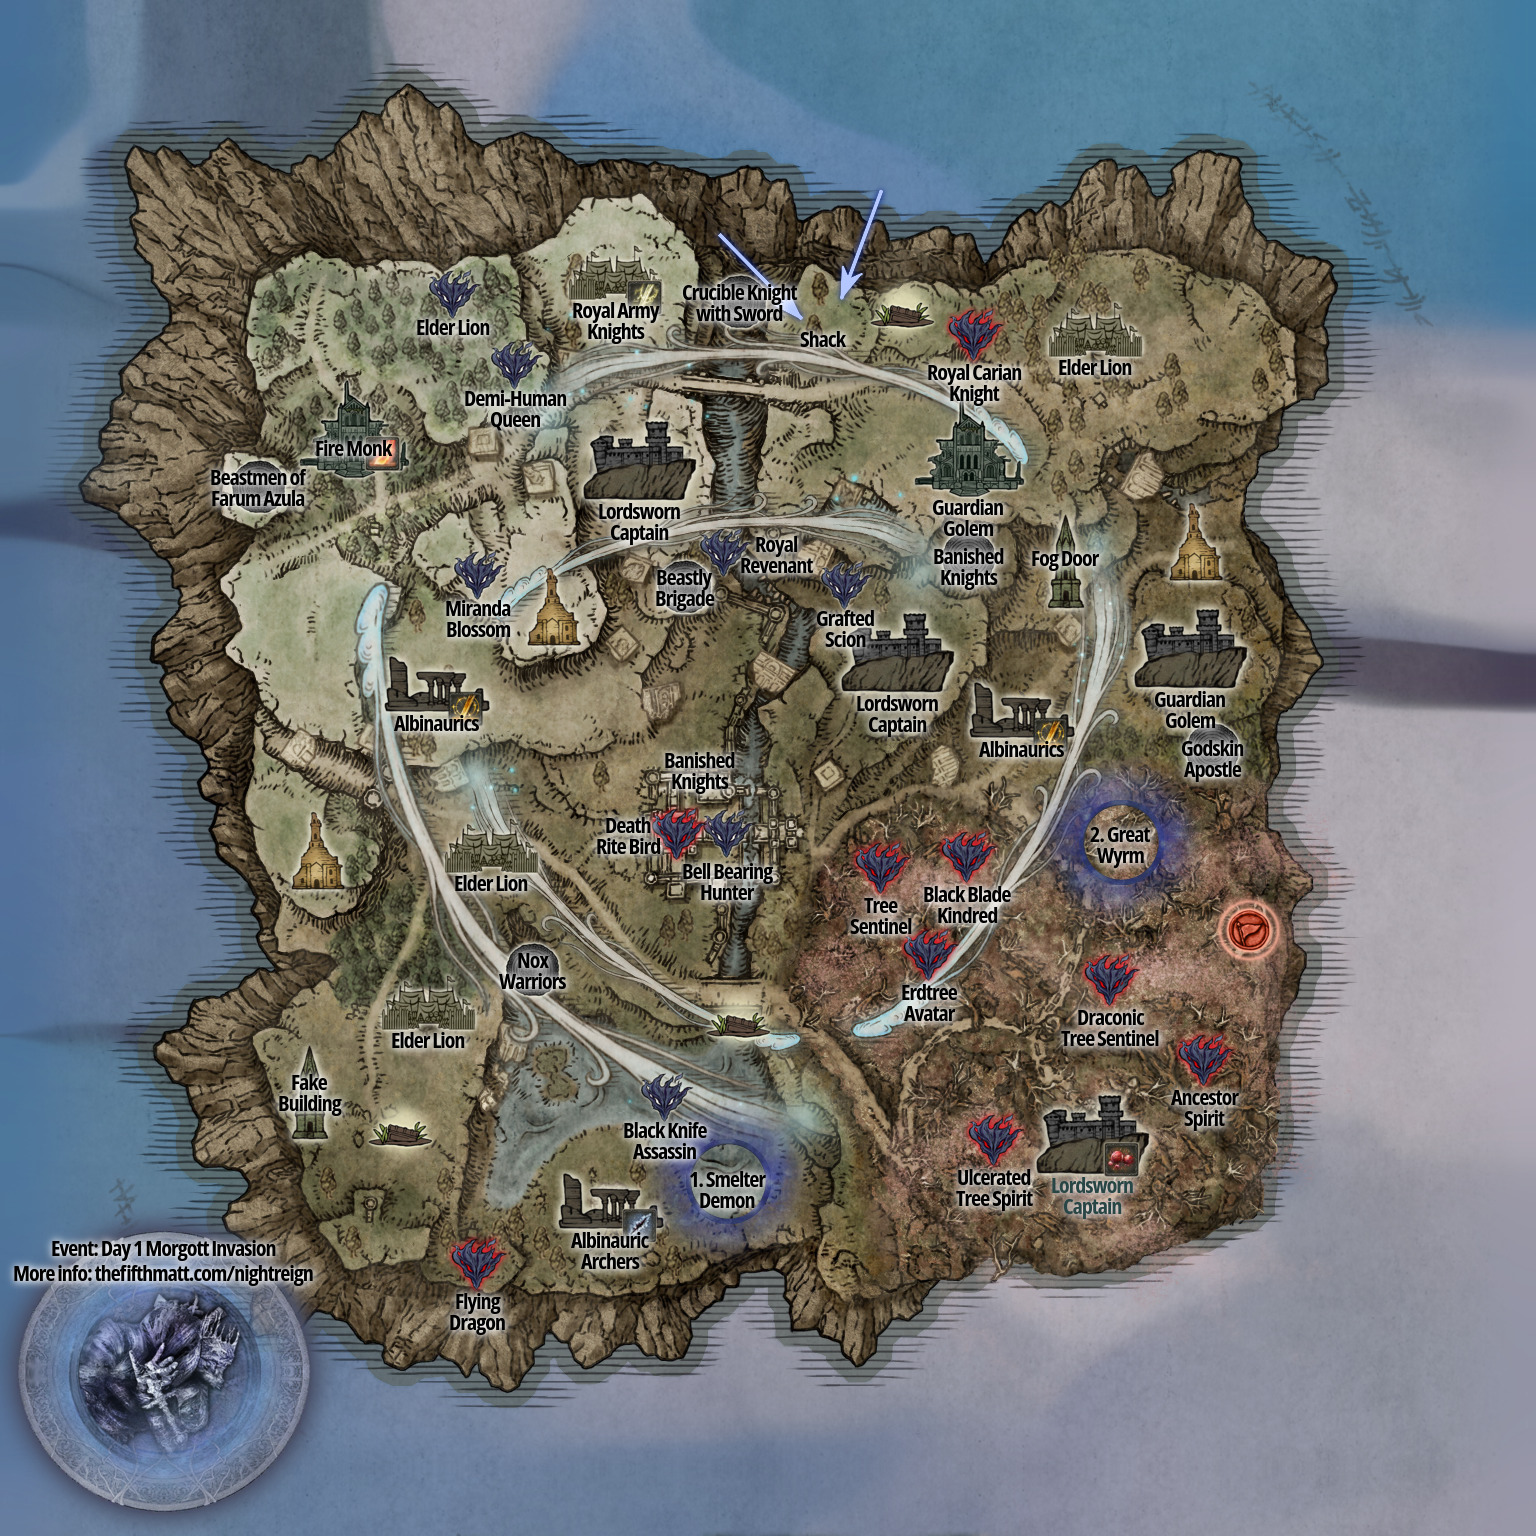 Elder Lion
Royal Army
Knights
Crucible Knight
with Sword
Shack
Royal Carian
Knight
Elder Lion
Demi-Human
Queen
Fire Monk
Beastmen of
Farum Azula
Lordsworn
Captain
Guardian
Golem
Banished
Knights
Fog Door
Royal
Revenant
Beastly
Brigade
Miranda
Blossom
Grafted
Scion
Lordsworn
Captain
Guardian
Golem
Albinaurics
Albinaurics
Godskin
Apostle
Banished
Knights
Death
Rite Bird
Bell Bearing
Hunter
2. Great
Wyrm
Elder Lion
Tree
Sentinel
Black Blade
Kindred
Nox
Warriors
Erdtree
Avatar
Draconic
Tree Sentinel
Elder Lion
Fake
Building
Ancestor
Spirit
Black Knife
Assassin
1. Smelter
Demon
Ulcerated
Tree Spirit
Lordsworn
Captain
Albinauric
Archers
Flying
Dragon
Event: Day 1 Morgott Invasion
More info: thefifthmatt.com/nightreign